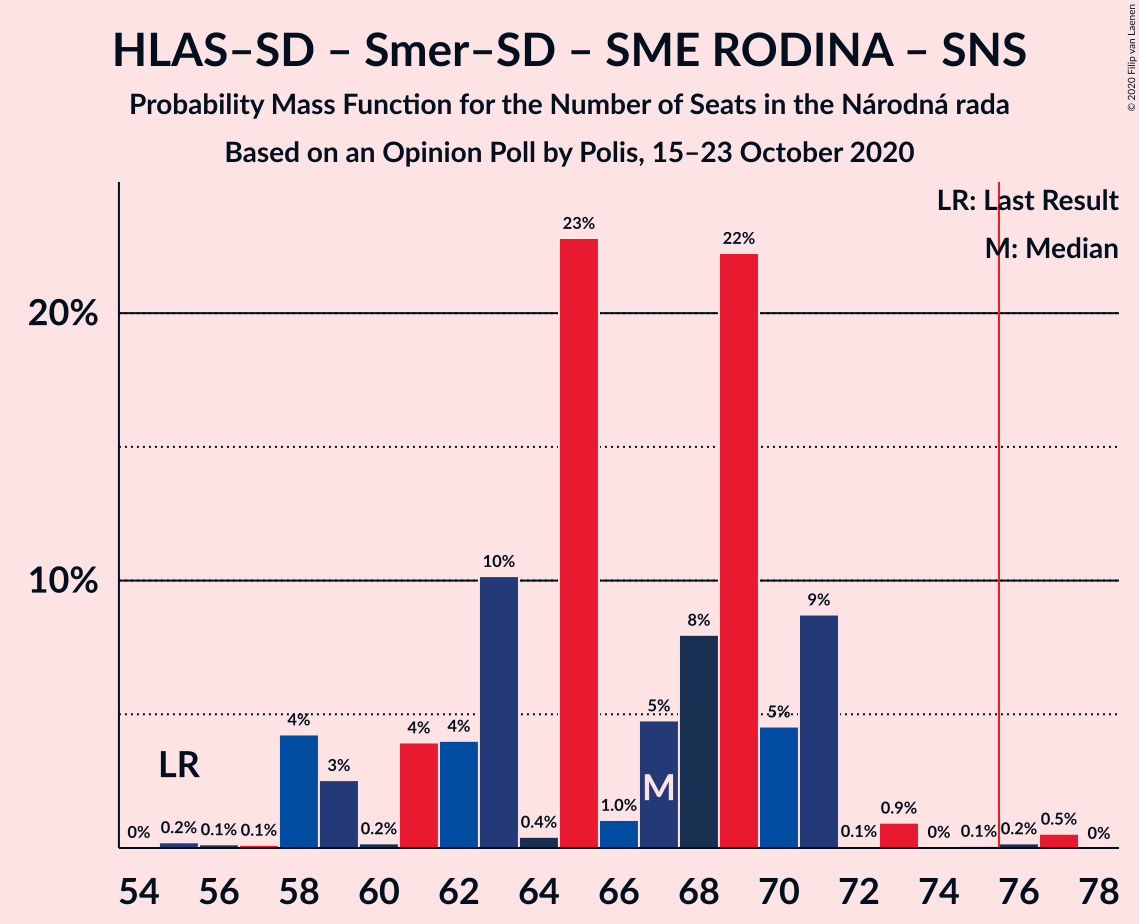 HLAS–SD – Smer–SD – SME RODINA – SNS
Probability Mass Function for the Number of Seats in the Národná rada
Based on an Opinion Poll by Polis, 15–23 October 2020
© 2020 Filip van Laenen
LR: Last Result
M: Median
20%
10%
0% 0.2% 0.1% 0.1% 4% 3% 0.2% 4% 4% 10% 0.4% 23% 1.0% 5% 8% 22% 5% 9% 0.1% 0.9% 0% 0.1% 0.2% 0.5% 0%
LR
M
54 56 58 60 62 64 66 68 70 72 74 76 78